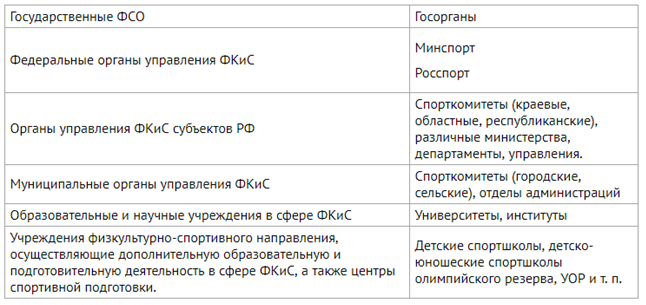 Государственные ФСО
Госорганы
Федеральные органы управления ФКиС
Минспорт
Росспорт
Органы управления ФКиС субъектов РФ
Спорткомитеты (краевые,
областные, республиканские),
различные министерства,
департаменты, управления.
Муниципальные органы управления ФКиС
Спорткомитеты (городские,
сельские), отделы администраций
Образовательные и научные учреждения в сфере ФКиС
Университеты, институты
Учреждения физкультурно-спортивного направления,
осуществляющие дополнительную образовательную и
подготовительную деятельность в сфере ФКиС, а также центры
спортивной подготовки.
Детские спортшколы, детско-
юношеские спортшколы
олимпийского резерва, УОР и т. п.